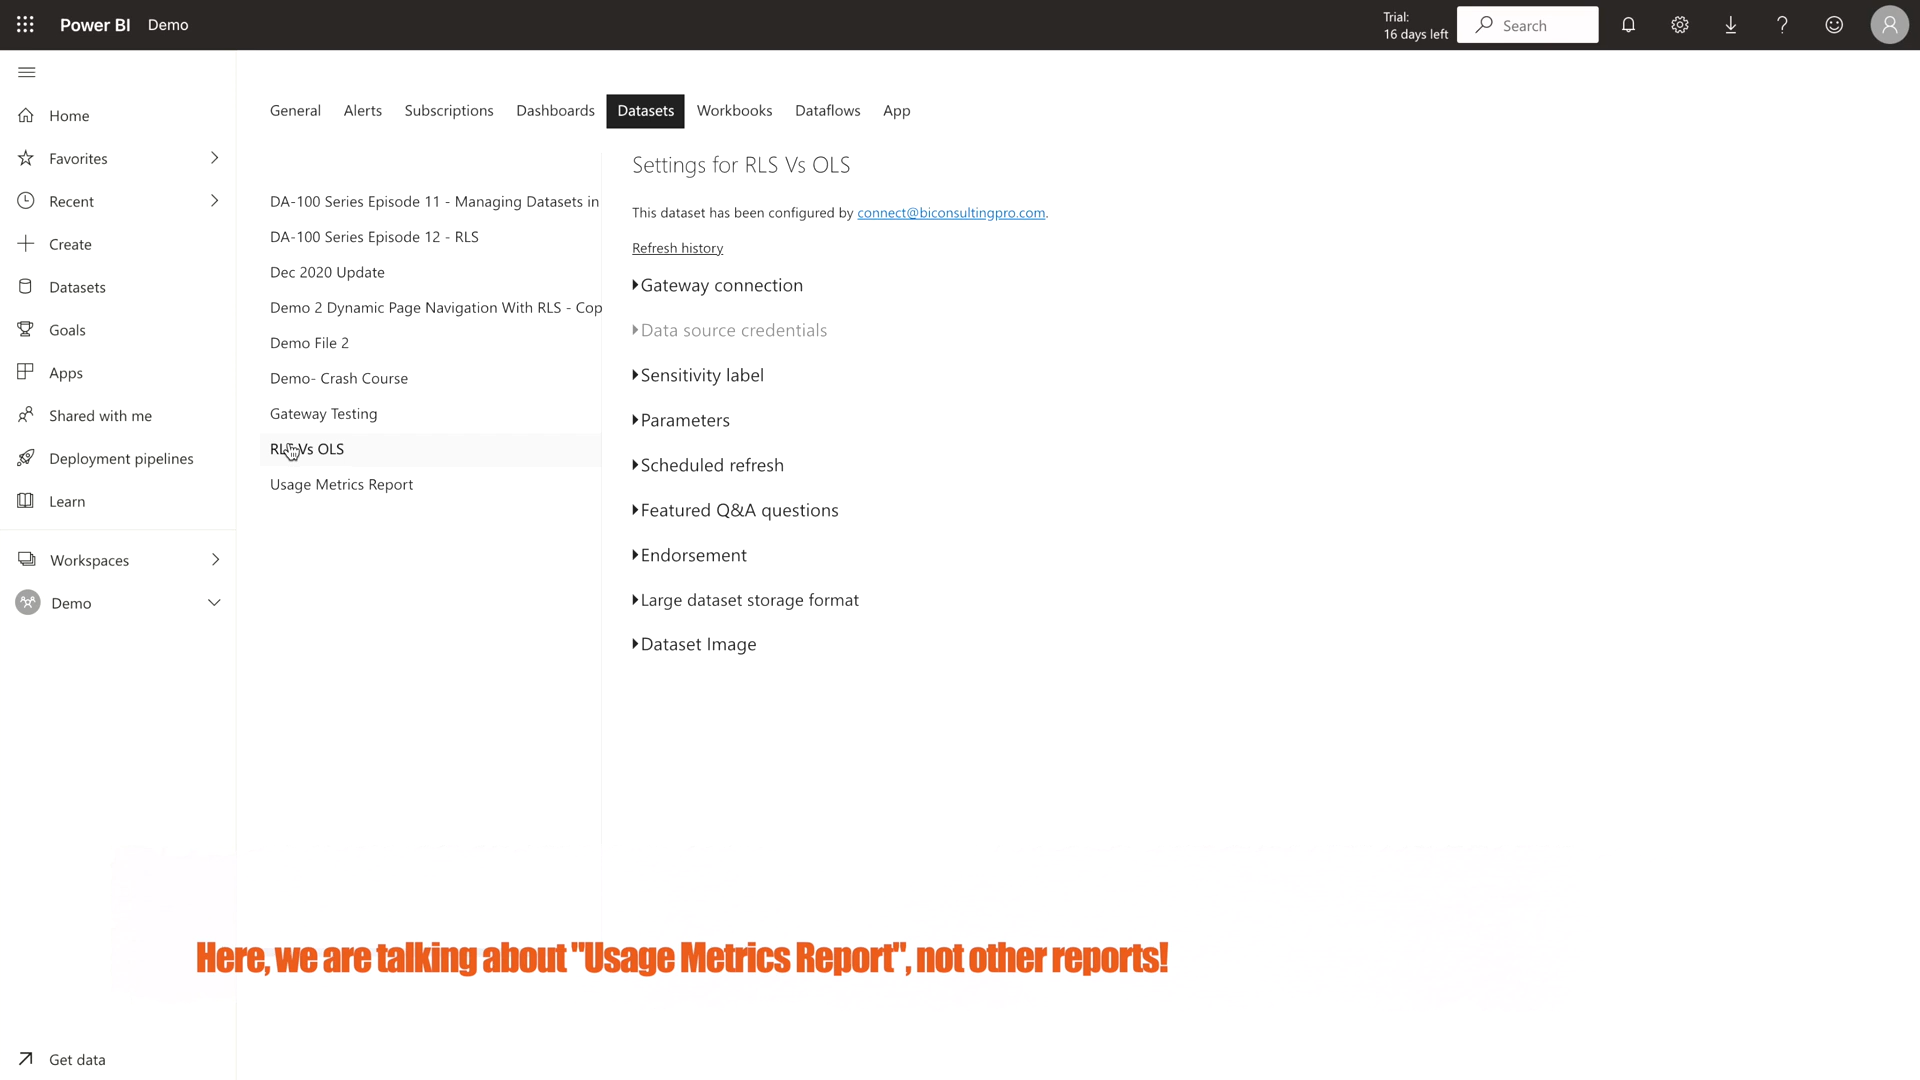 Power BI Demo
Trial:
16 days left
Search
Home
Favorites
Recent
Create
Datasets
Goals
Apps
Shared with me
Deployment pipelines
Learn
Workspaces
Demo
Get data
General Alerts Subscriptions Dashboards Datasets Workbooks Dataflows App
DA-100 Series Episode 11 - Managing Datasets in
DA-100 Series Episode 12 - RLS
Dec 2020 Update
Demo 2 Dynamic Page Navigation With RLS - Cop
Demo File 2
Demo- Crash Course
Gateway Testing
RLS Vs OLS
Usage Metrics Report
Settings for RLS Vs OLS
This dataset has been configured by connect@biconsultingpro.com.
Refresh history
Gateway connection
Data source credentials
Sensitivity label
Parameters
Scheduled refresh
Featured Q&A questions
Endorsement
Large dataset storage format
Dataset Image
Here, we are talking about "Usage Metrics Report", not other reports!